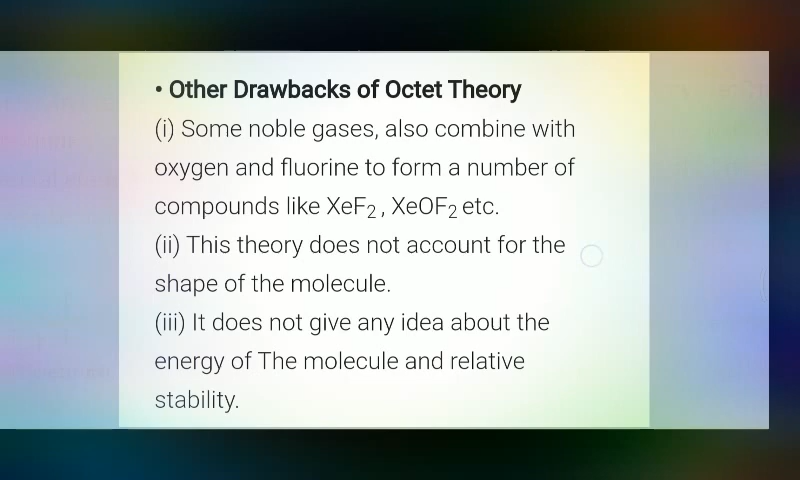 • Other Drawbacks of Octet Theory
(i) Some noble gases, also combine with
oxygen and fluorine to form a number of
compounds like XeF₂, XeOF₂ etc.
(ii) This theory does not account for the
shape of the molecule.
(iii) It does not give any idea about the
energy of The molecule and relative
stability.